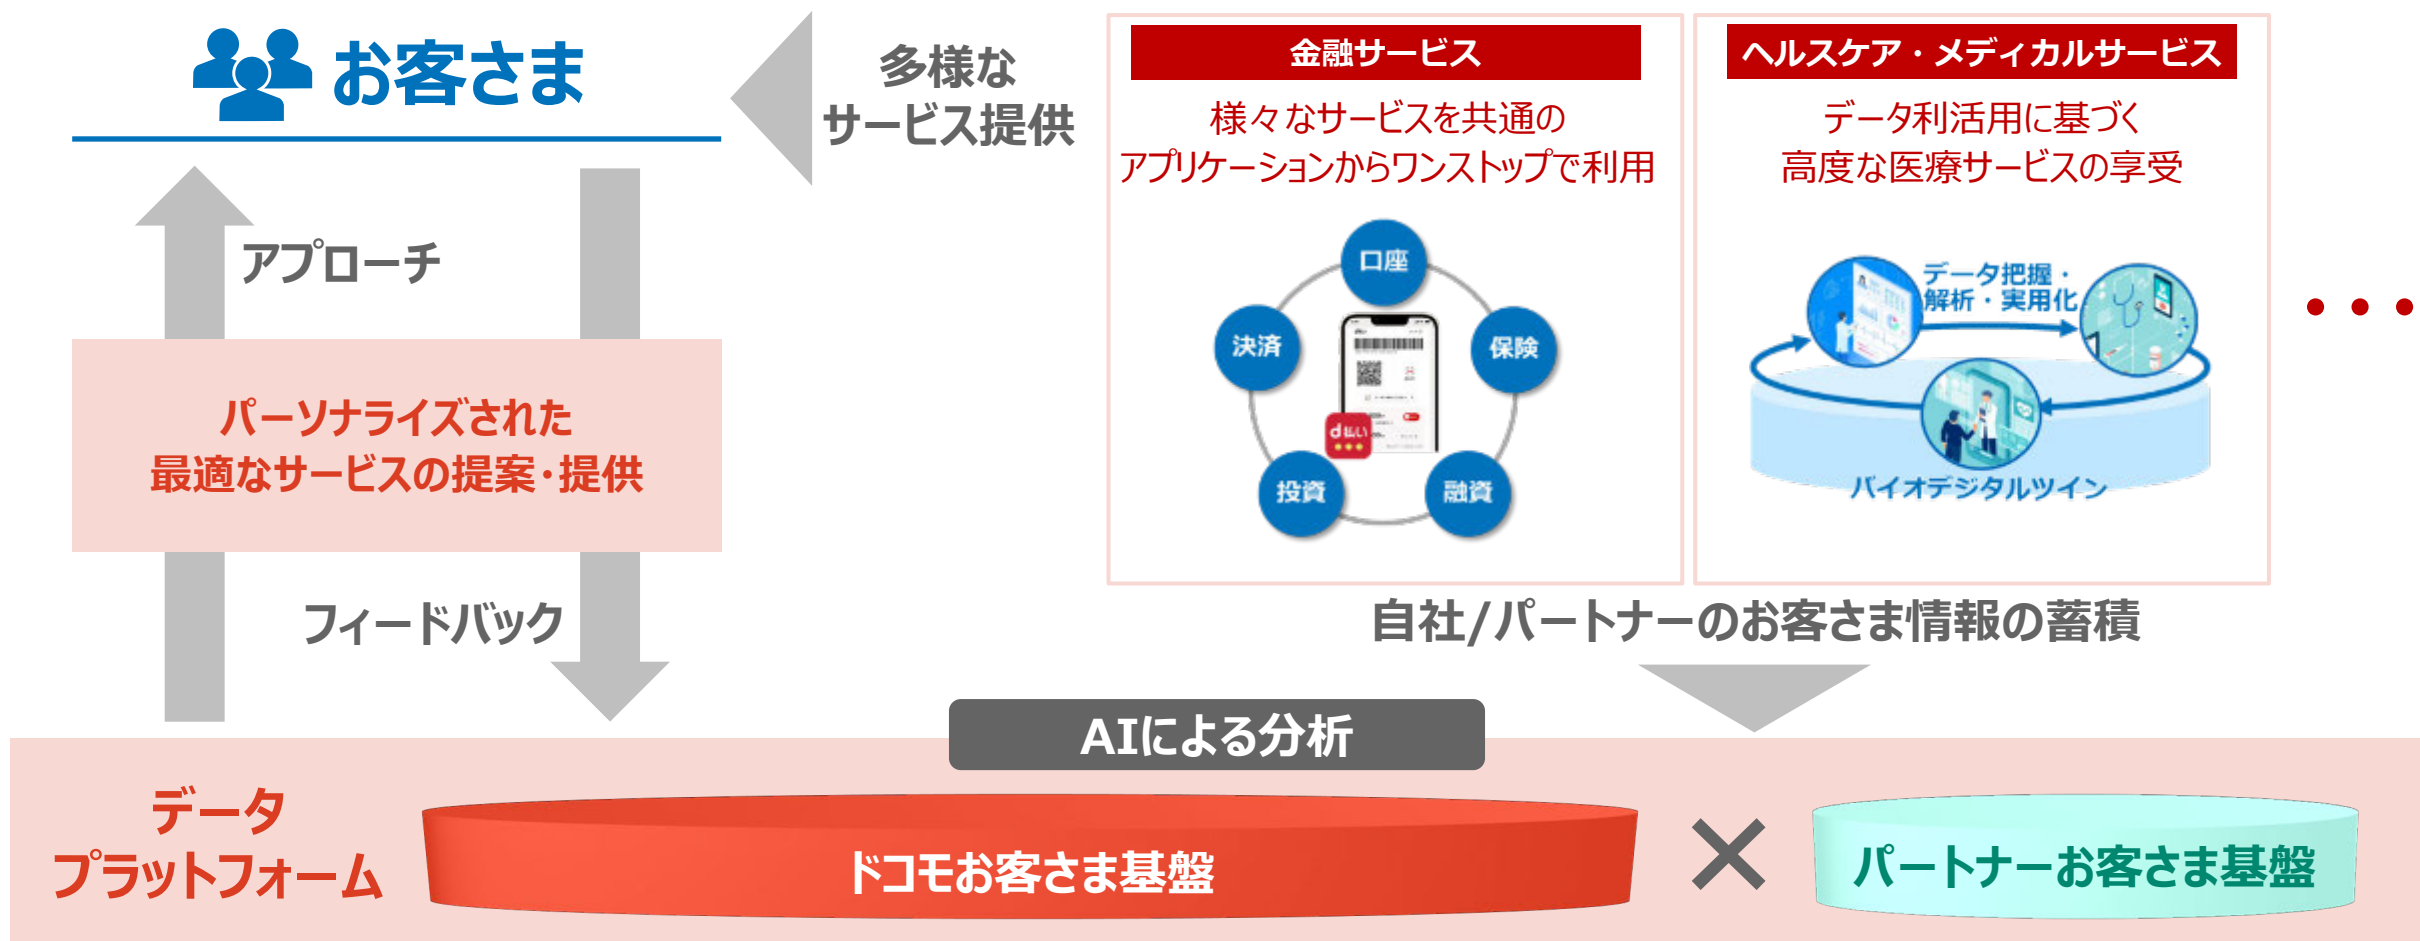 お客さま
多様な
サービス提供
金融サービス
様々なサービスを共通の
アプリケーションからワンストップで利用
口座
決済
保険
d払い
投資
融資
ヘルスケア・メディカルサービス
データ利活用に基づく
高度な医療サービスの享受
データ把握・
解析・実用化
バイオデジタルツイン
・・・
アプローチ
パーソナライズされた
最適なサービスの提案・提供
フィードバック
自社/パートナーのお客さま情報の蓄積
AIによる分析
データ
プラットフォーム
ドコモお客さま基盤
×
パートナーお客さま基盤